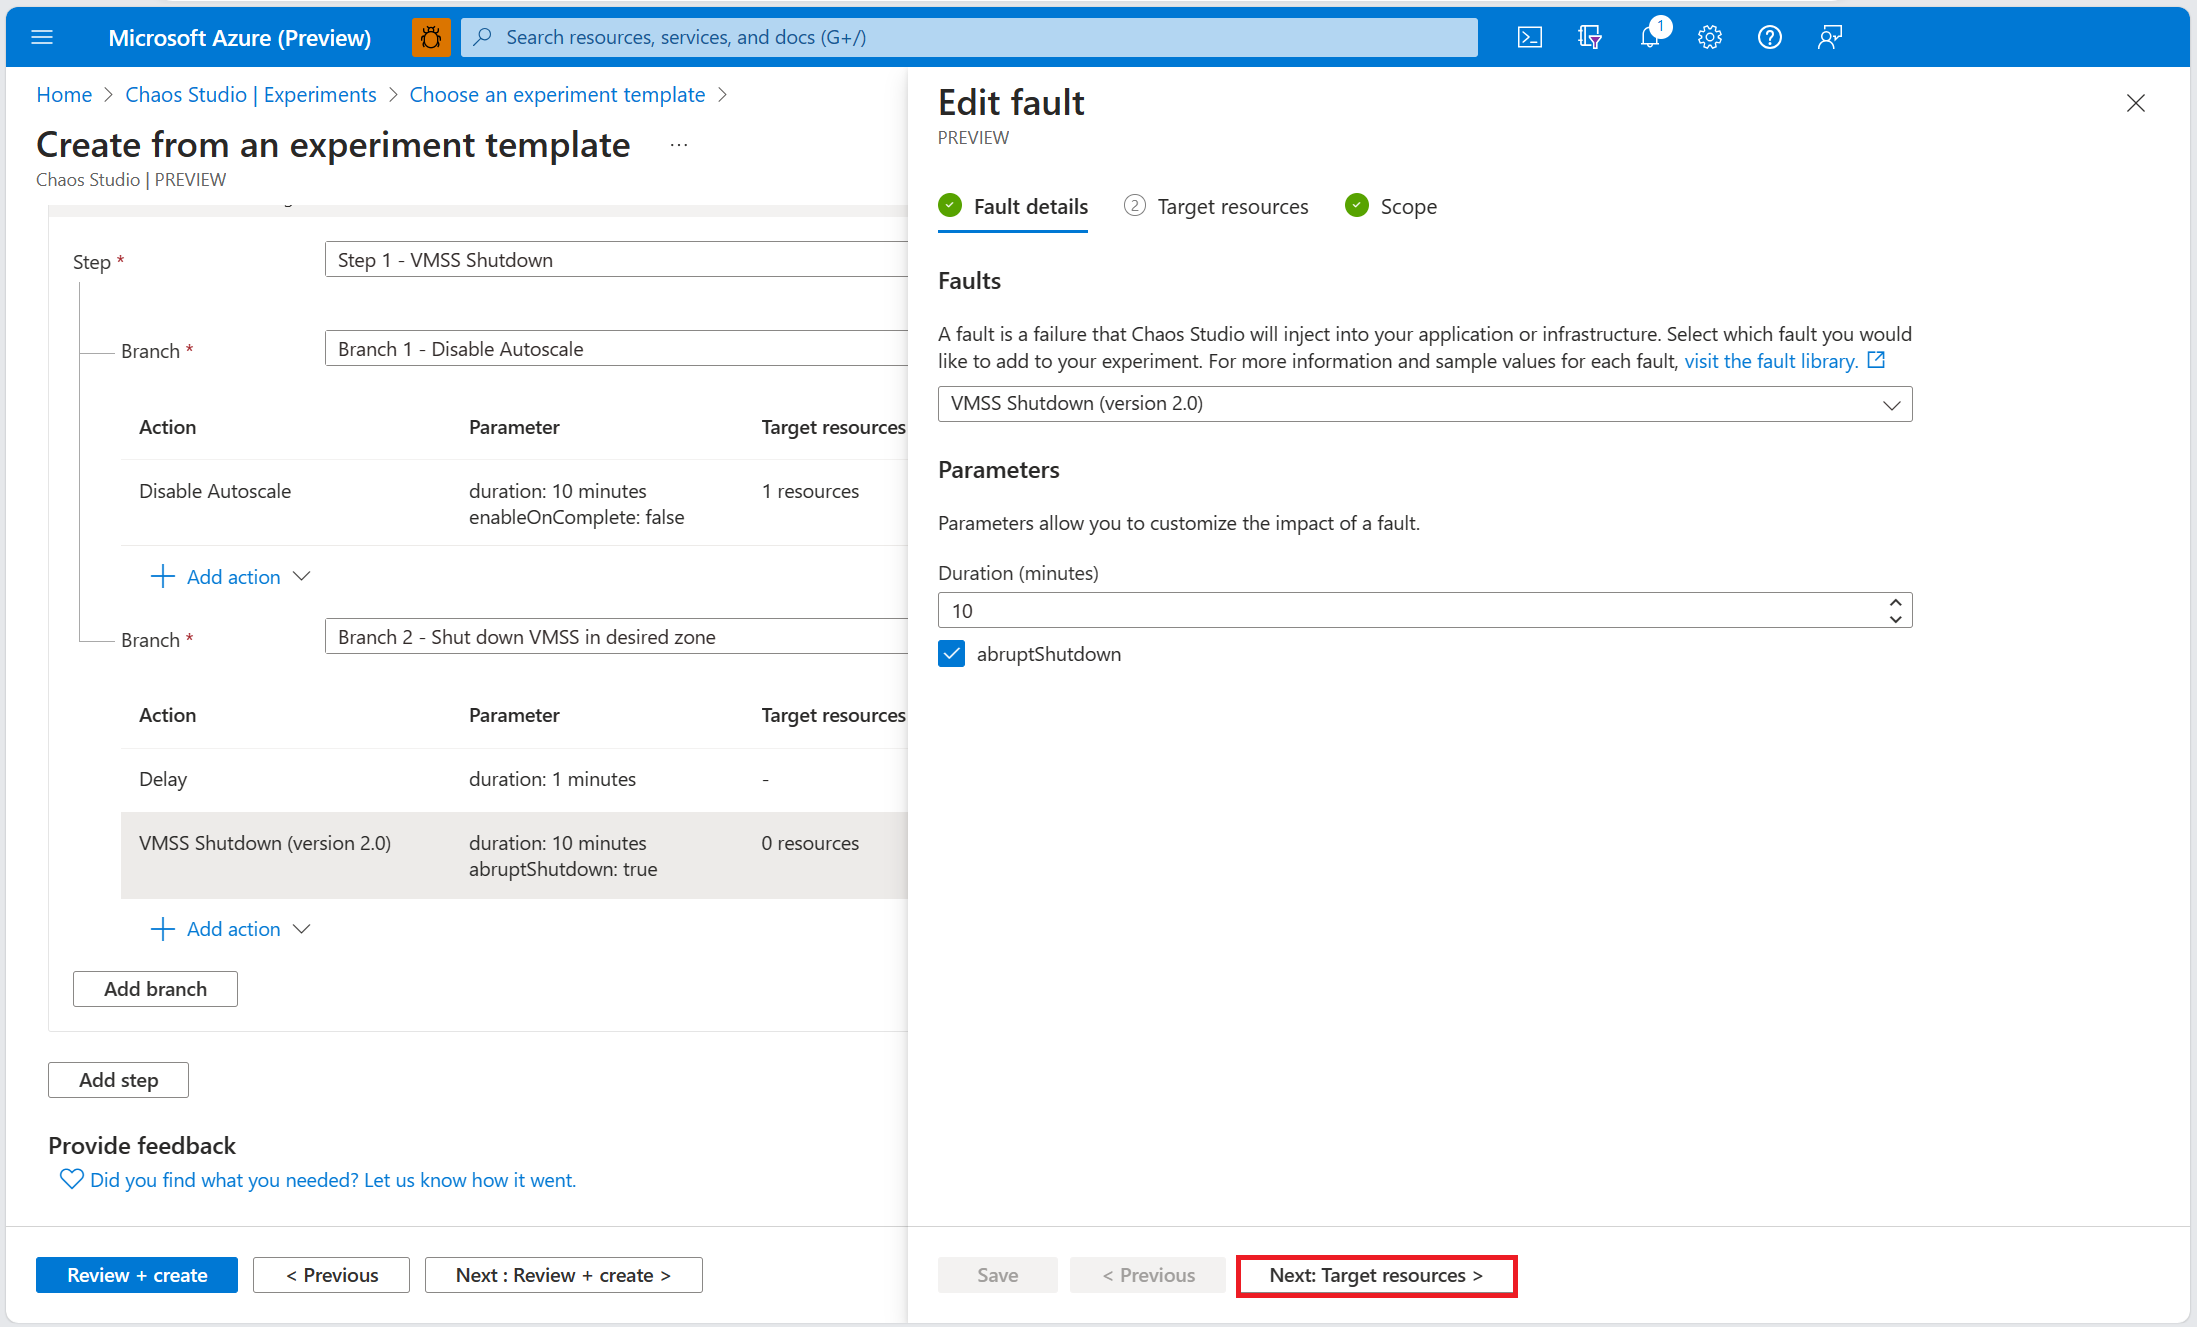 Microsoft Azure (Preview)
Search resources, services, and docs (G+/)
1
Home > Chaos Studio | Experiments > Choose an experiment template >
Create from an experiment template ...
Chaos Studio | PREVIEW
Step *
Step 1 - VMSS Shutdown
Branch *
Branch 1 - Disable Autoscale
Action Parameter Target resources
Disable Autoscale duration: 10 minutes 1 resources
enableOnComplete: false
Add action
Branch *
Branch 2 - Shut down VMSS in desired zone
Action Parameter Target resources
Delay duration: 1 minutes -
VMSS Shutdown (version 2.0) duration: 10 minutes 0 resources
abruptShutdown: true
Add action
Add branch
Add step
Provide feedback
Did you find what you needed? Let us know how it went.
Review + create
< Previous
Next : Review + create >
Edit fault
PREVIEW
Fault details
2 Target resources
Scope
Faults
A fault is a failure that Chaos Studio will inject into your application or infrastructure. Select which fault you would
like to add to your experiment. For more information and sample values for each fault, visit the fault library.
VMSS Shutdown (version 2.0)
Parameters
Parameters allow you to customize the impact of a fault.
Duration (minutes)
10
abruptShutdown
Save
< Previous
Next: Target resources >